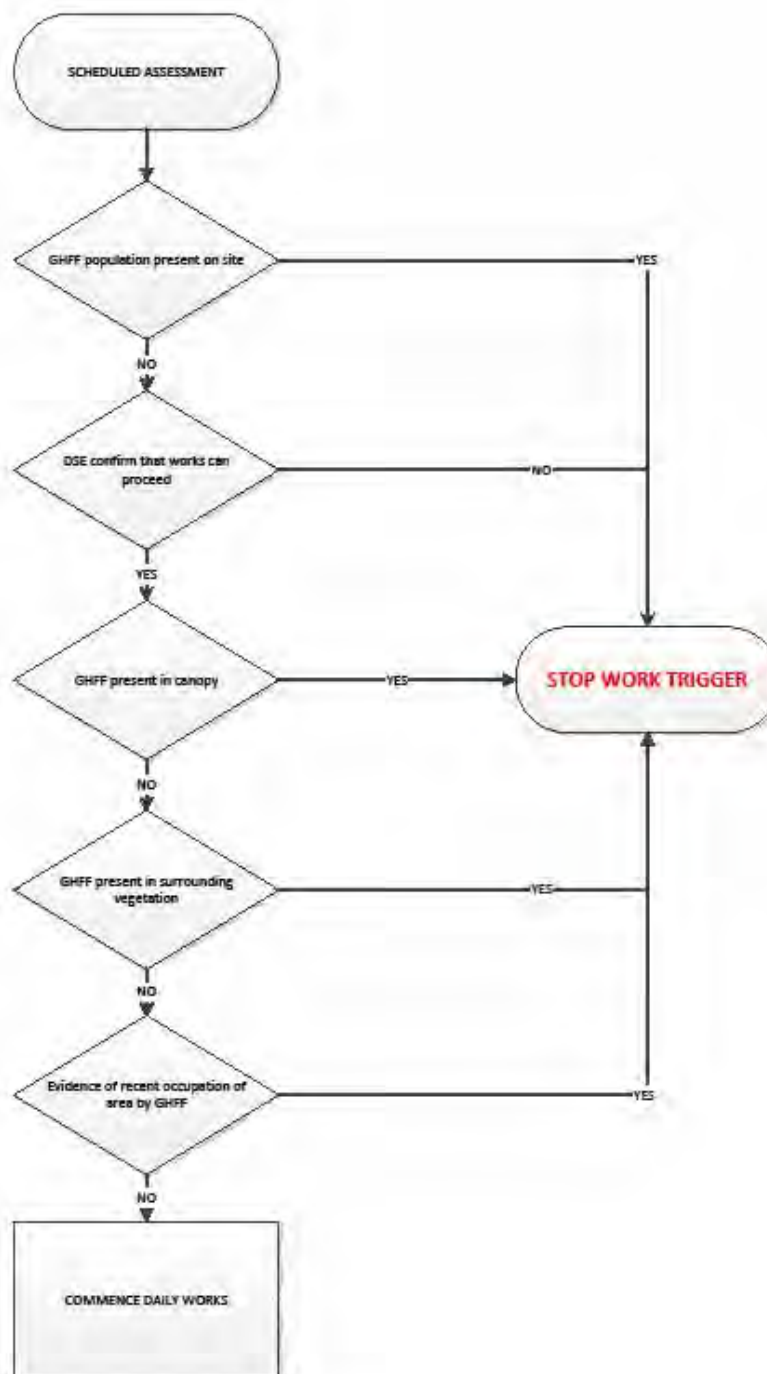 SCHEDULED ASSESSMENT
GHFF population present on site
YES
NO
DSE confirm that works can
proceed
NO
YES
GHFF present in canopy
YES
STOP WORK TRIGGER
NO
GHFF present in surrounding
vegetation
YES
NO
Evidence of recent occupation of
area by GHFF
YES
NO
COMMENCE DAILY WORKS